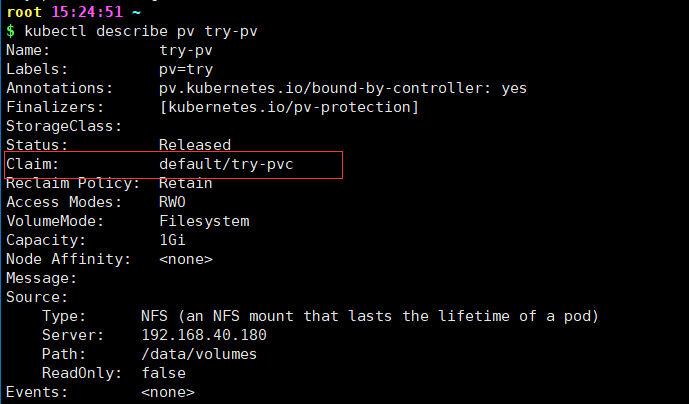 root 15:24:51 ~
$ kubectl describe pv try-pv
Name:            try-pv
Labels:          pv=try
Annotations:     pv.kubernetes.io/bound-by-controller: yes
Finalizers:      [kubernetes.io/pv-protection]
StorageClass:
Status:          Released
Claim:           default/try-pvc
Reclaim Policy:  Retain
Access Modes:    RWO
VolumeMode:      Filesystem
Capacity:        1Gi
Node Affinity:   <none>
Message:
Source:
    Type:      NFS (an NFS mount that lasts the lifetime of a pod)
    Server:    192.168.40.180
    Path:      /data/volumes
    ReadOnly:  false
Events:        <none>